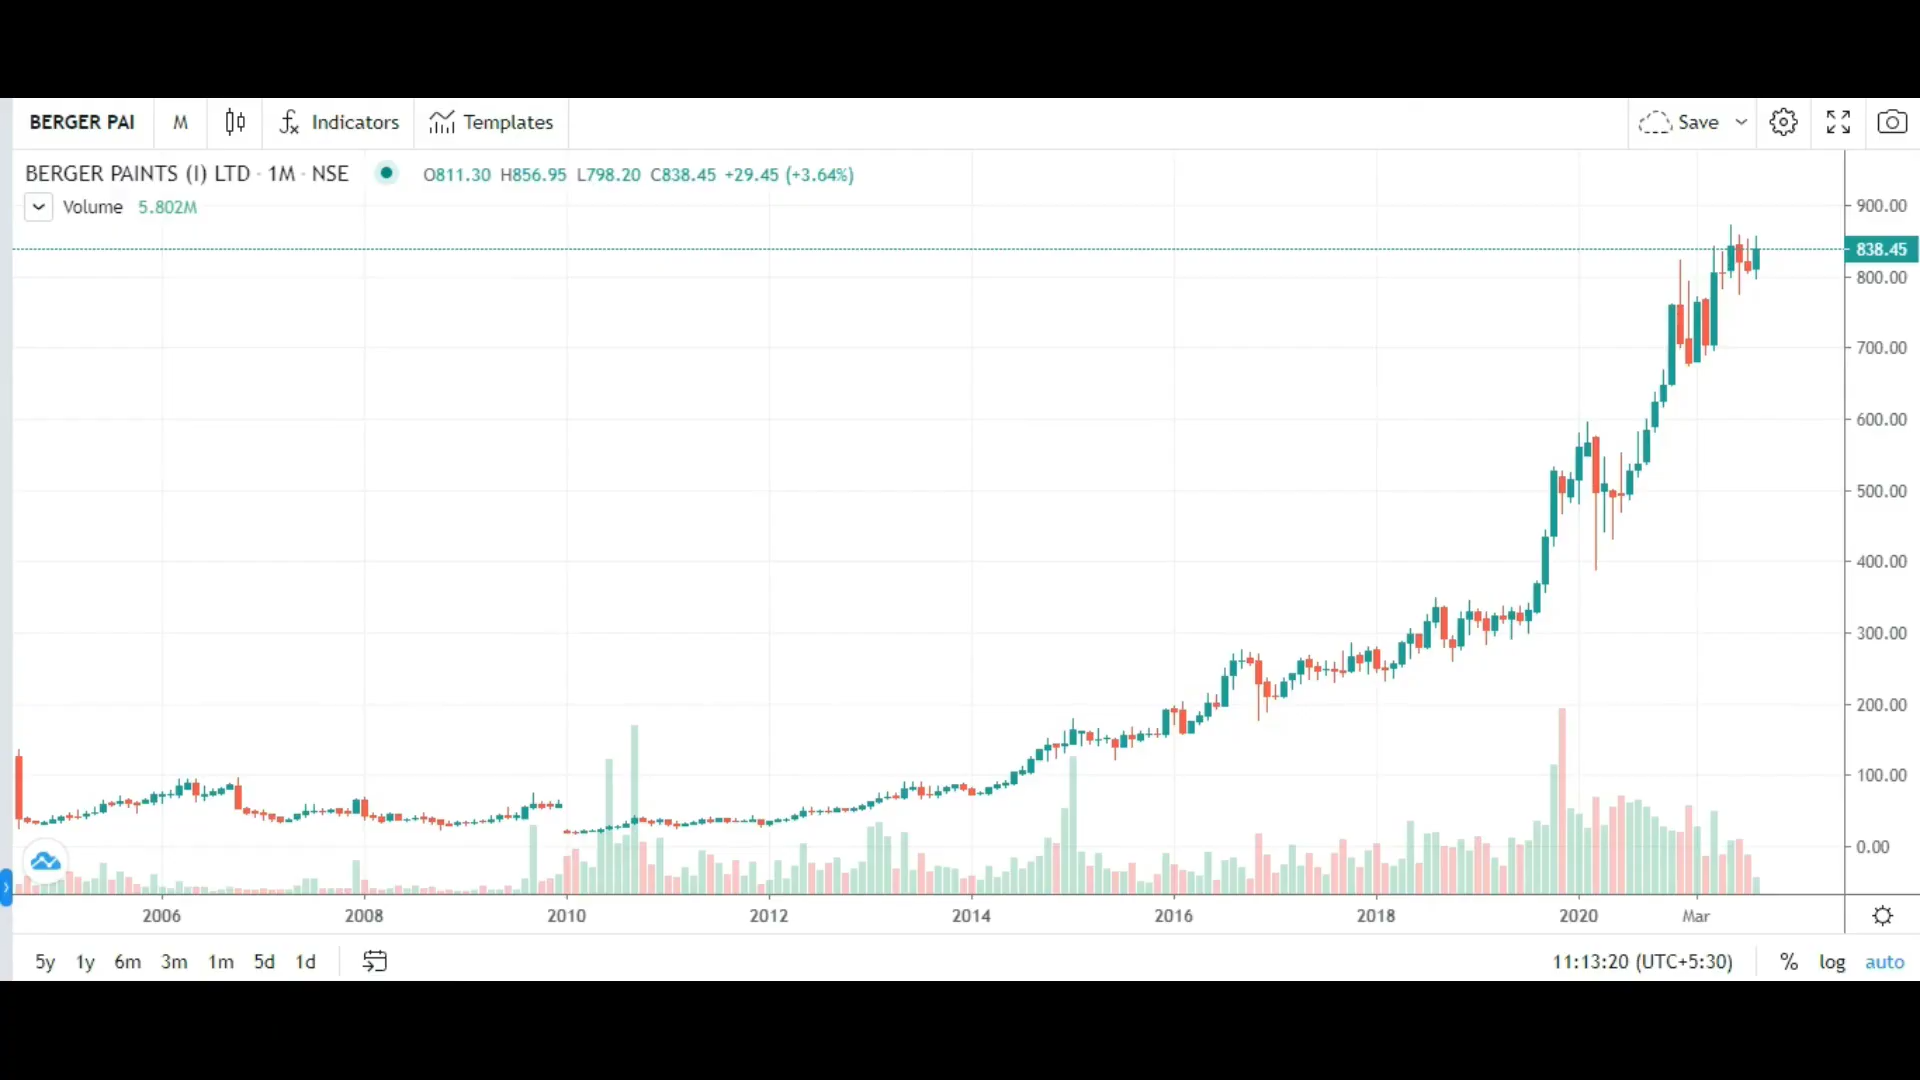 BERGER PAI M Indicators Templates Save
BERGER PAINTS (I) LTD · 1M · NSE O811.30 H856.95 L798.20 C838.45 +29.45 (+3.64%)
Volume 5.802M
900.00
838.45
800.00
700.00
600.00
500.00
400.00
300.00
200.00
100.00
0.00
2006 2008 2010 2012 2014 2016 2018 2020 Mar
5y 1y 6m 3m 1m 5d 1d 11:13:20 (UTC+5:30) % log auto